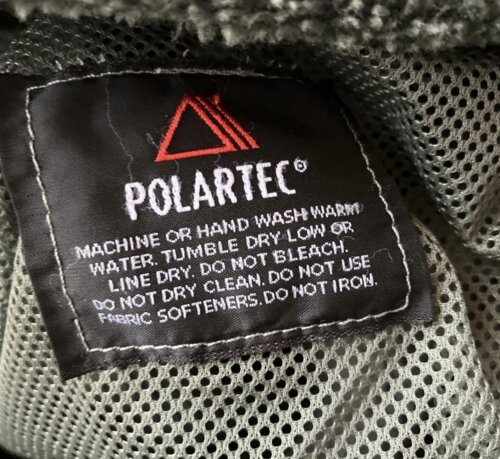 POLARTEC®
MACHINE OR HAND WASH WARM
WATER. TUMBLE DRY LOW OR
LINE DRY. DO NOT BLEACH.
DO NOT DRY CLEAN. DO NOT USE
FABRIC SOFTENERS. DO NOT IRON.